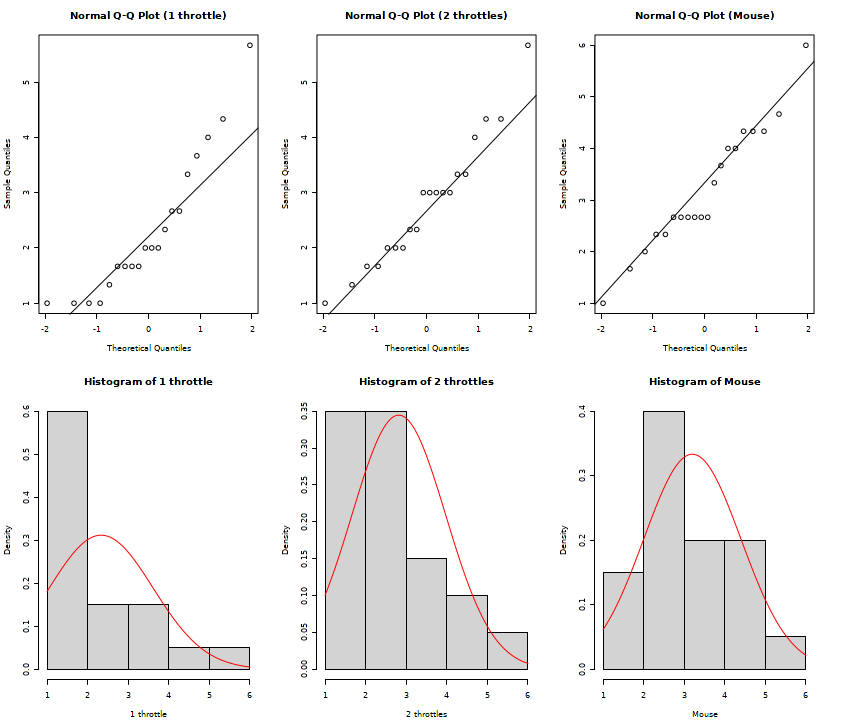 Normal Q-Q Plot (1 throttle)
Normal Q-Q Plot (2 throttles)
Normal Q-Q Plot (Mouse)
Sample Quantiles
1 2 3 4 5
-2 -1 0 1 2
Theoretical Quantiles
Sample Quantiles
1 2 3 4 5
-2 -1 0 1 2
Theoretical Quantiles
Sample Quantiles
1 2 3 4 5 6
-2 -1 0 1 2
Theoretical Quantiles
Histogram of 1 throttle
Histogram of 2 throttles
Histogram of Mouse
Density
0.0 0.1 0.2 0.3 0.4 0.5 0.6
1 2 3 4 5 6
1 throttle
Density
0.00 0.05 0.10 0.15 0.20 0.25 0.30 0.35
1 2 3 4 5 6
2 throttles
Density
0.0 0.1 0.2 0.3 0.4
1 2 3 4 5 6
Mouse